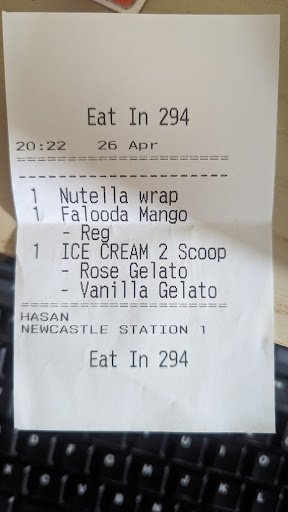 Eat In 294
20:22 26 Apr
==========================
--------------------------
1 Nutella wrap
1 Falooda Mango
- Reg
1 ICE CREAM 2 Scoop
- Rose Gelato
- Vanilla Gelato
==========================
HASAN
NEWCASTLE STATION 1
Eat In 294